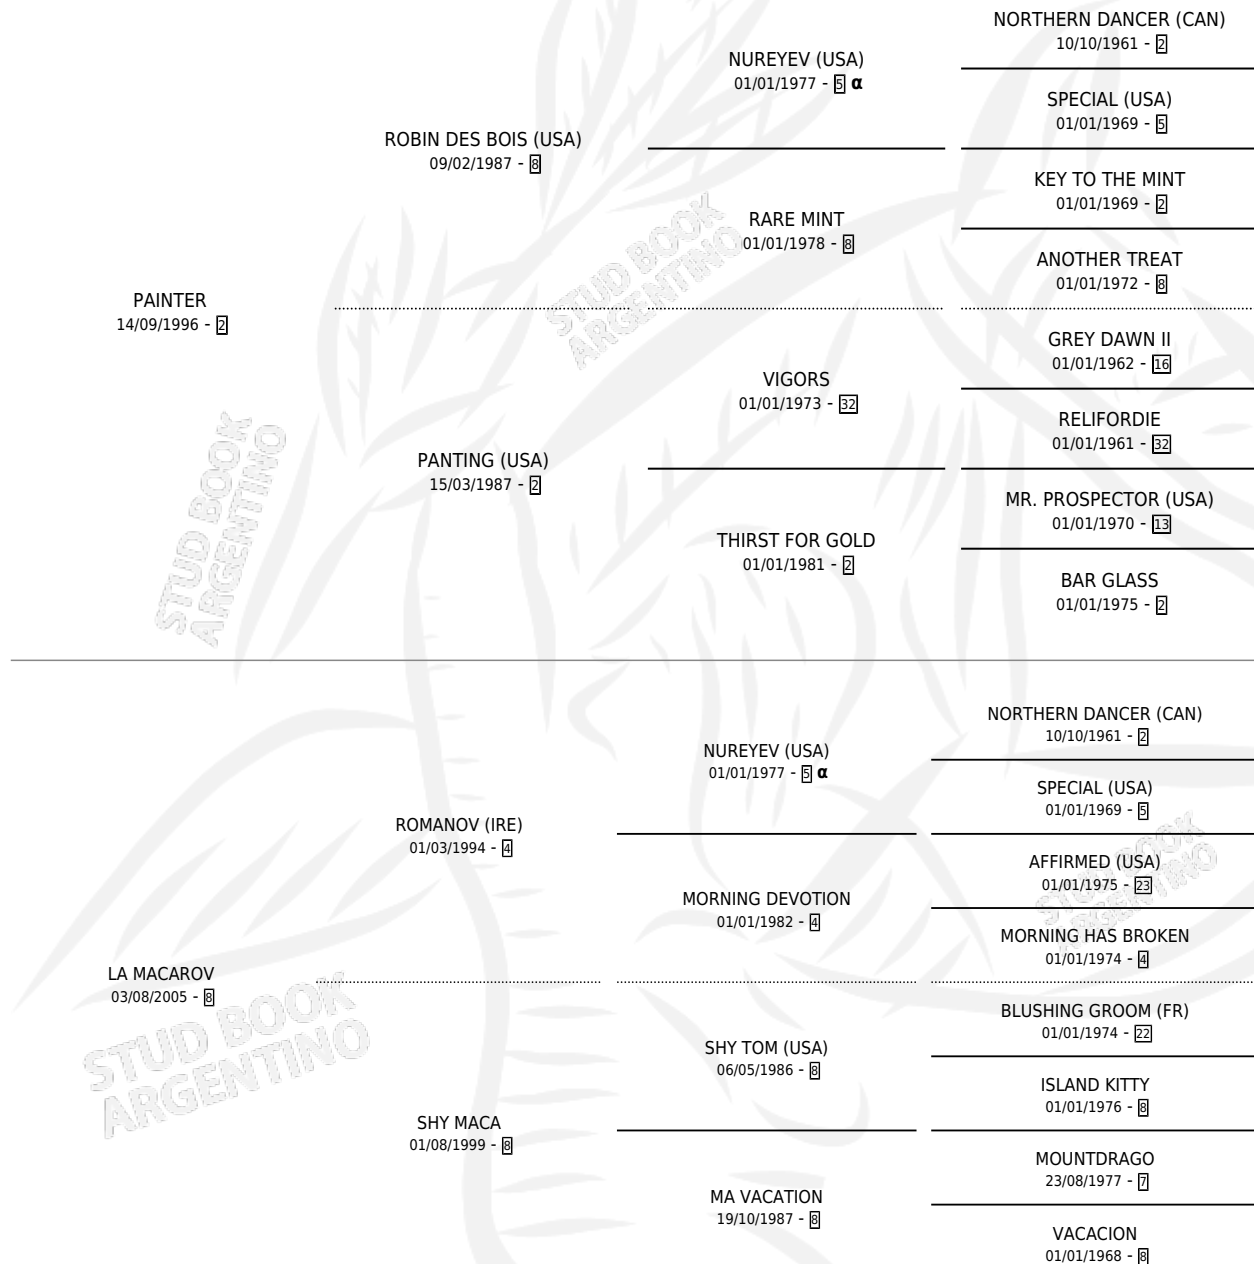 NORTHERN DANCER (CAN)
10/10/1961 - 2
NUREYEV (USA)
01/01/1977 - 5 α
SPECIAL (USA)
01/01/1969 - 5
ROBIN DES BOIS (USA)
09/02/1987 - 8
KEY TO THE MINT
01/01/1969 - 2
RARE MINT
01/01/1978 - 8
ANOTHER TREAT
01/01/1972 - 8
PAINTER
14/09/1996 - 2
GREY DAWN II
01/01/1962 - 16
VIGORS
01/01/1973 - 32
RELIFORDIE
01/01/1961 - 32
PANTING (USA)
15/03/1987 - 2
MR. PROSPECTOR (USA)
01/01/1970 - 13
THIRST FOR GOLD
01/01/1981 - 2
BAR GLASS
01/01/1975 - 2
STUD BOOK
ARGENTINO
STUD BOOK
ARGENTINO
NORTHERN DANCER (CAN)
10/10/1961 - 2
NUREYEV (USA)
01/01/1977 - 5 α
SPECIAL (USA)
01/01/1969 - 5
ROMANOV (IRE)
01/03/1994 - 4
AFFIRMED (USA)
01/01/1975 - 23
MORNING DEVOTION
01/01/1982 - 4
MORNING HAS BROKEN
01/01/1974 - 4
LA MACAROV
03/08/2005 - 8
BLUSHING GROOM (FR)
01/01/1974 - 22
SHY TOM (USA)
06/05/1986 - 8
ISLAND KITTY
01/01/1976 - 8
SHY MACA
01/08/1999 - 8
MOUNTDRAGO
23/08/1977 - 7
MA VACATION
19/10/1987 - 8
VACACION
01/01/1968 - 8
STUD BOOK
ARGENTINO
STUD BOOK
ARGENTINO